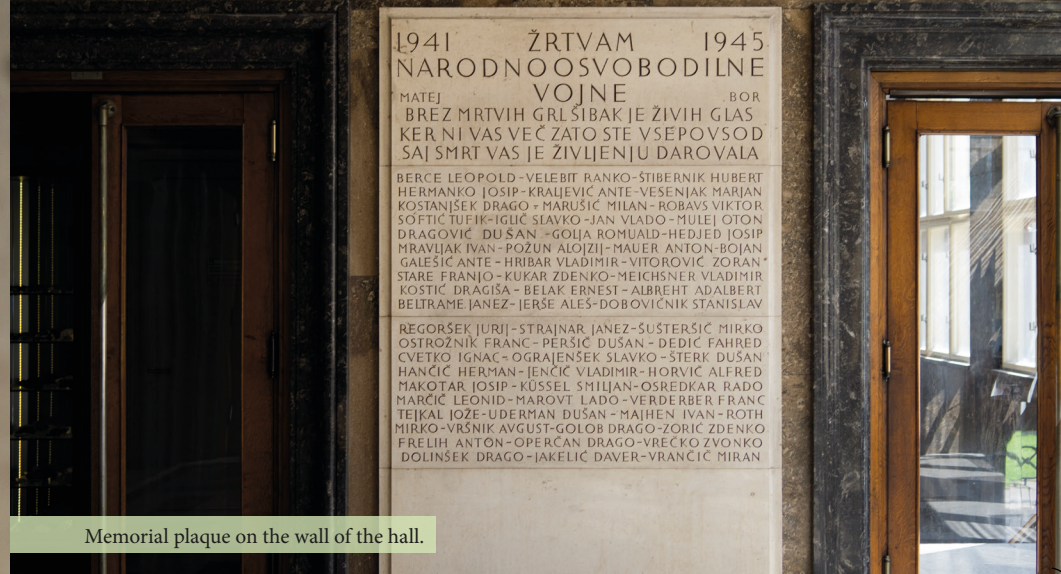 1941 ŽRTVAM 1945
NARODNOOSVOBODILNE
VOJNE
MATEJ BOR
BREZ MRTVIH GRL ŠIBAK JE ŽIVIH GLAS
KER NI VAS VEČ ZATO STE VSEPOVSOD
SAJ SMRT VAS JE ŽIVLJENJU DAROVALA
BERCE LEOPOLD-VELEBIT RANKO-ŠTIBERNIK HUBERT
HERMANKO JOSIP-KRALJEVIĆ ANTE-VESENJAK MARJAN
KOSTANJŠEK DRAGO-MARUŠIĆ MILAN-ROBAVS VIKTOR
SOFTIĆ TUFIK-IGLIČ SLAVKO-JAN VLADO-MULEJ OTON
DRAGOVIĆ DUŠAN-GOLJA ROMUALD-HEDJED JOSIP
MRAVLJAK IVAN-POŽUN ALOJZIJ-MAUER ANTON-BOJAN
GALEŠIĆ ANTE-HRIBAR VLADIMIR-VITOROVIĆ ZORAN
STARE FRANJO-KUKAR ZDENKO-MEICHSNER VLADIMIR
KOSTIĆ DRAGIŠA-BELAK ERNEST-ALBREHT ADALBERT
BELTRAME JANEZ-JERŠE ALEŠ-DOBOVIČNIK STANISLAV
REGORŠEK JURIJ-STRAJNAR JANEZ-ŠUŠTERŠIČ MIRKO
OSTROŽNIK FRANC-PERŠIČ DUŠAN-DEDIĆ FAHRED
CVETKO IGNAC-OGRAJENŠEK SLAVKO-ŠTERK DUŠAN
HANČIČ HERMAN-JENČIČ VLADIMIR-HORVIČ ALFRED
MAKOTAR JOSIP-KÜSSEL SMILJAN-OSREDKAR RADO
MARČIČ LEONID-MAROVT LADO-VERDERBER FRANC
TEJKAL JOŽE-UDERMAN DUŠAN-MAJHEN IVAN-ROTH
MIRKO-VRŠNIK AVGUST-GOLOB DRAGO-ZORIĆ ZDENKO
FRELIH ANTON-OPERČAN DRAGO-VREČKO ZVONKO
DOLINŠEK DRAGO-JAKELIĆ DAVER-VRANČIČ MIRAN
Memorial plaque on the wall of the hall.